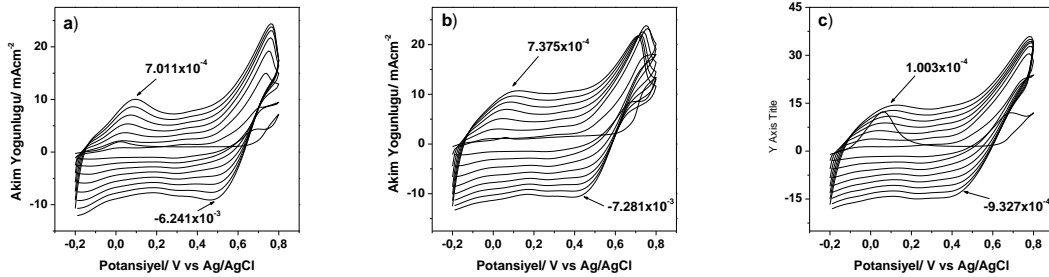 a)
Akim Yogunlugu/ mAcm-2
20
10
0
-10
7.011x10-4
-6.241x10-3
-0,2 0,0 0,2 0,4 0,6 0,8
Potansiyel/ V vs Ag/AgCl
b)
Akim Yogunlugu/ mAcm-2
20
10
0
-10
7.375x10-4
-7.281x10-3
-0,2 0,0 0,2 0,4 0,6 0,8
Potansiyel/ V vs Ag/AgCl
c)
Y Axis Title
45
30
15
0
-15
1.003x10-4
-9.327x10-4
-0,2 0,0 0,2 0,4 0,6 0,8
Potansiyel/ V vs Ag/AgCl